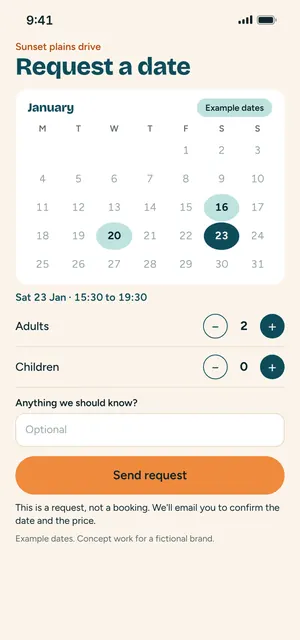 9:41
Sunset plains drive
Request a date
January
Example dates
M T W T F S S
1 2 3
4 5 6 7 8 9 10
11 12 13 14 15 16 17
18 19 20 21 22 23 24
25 26 27 28 29 30 31
Sat 23 Jan · 15:30 to 19:30
Adults − 2 +
Children − 0 +
Anything we should know?
Optional
Send request
This is a request, not a booking. We'll email you to confirm the
date and the price.
Example dates. Concept work for a fictional brand.